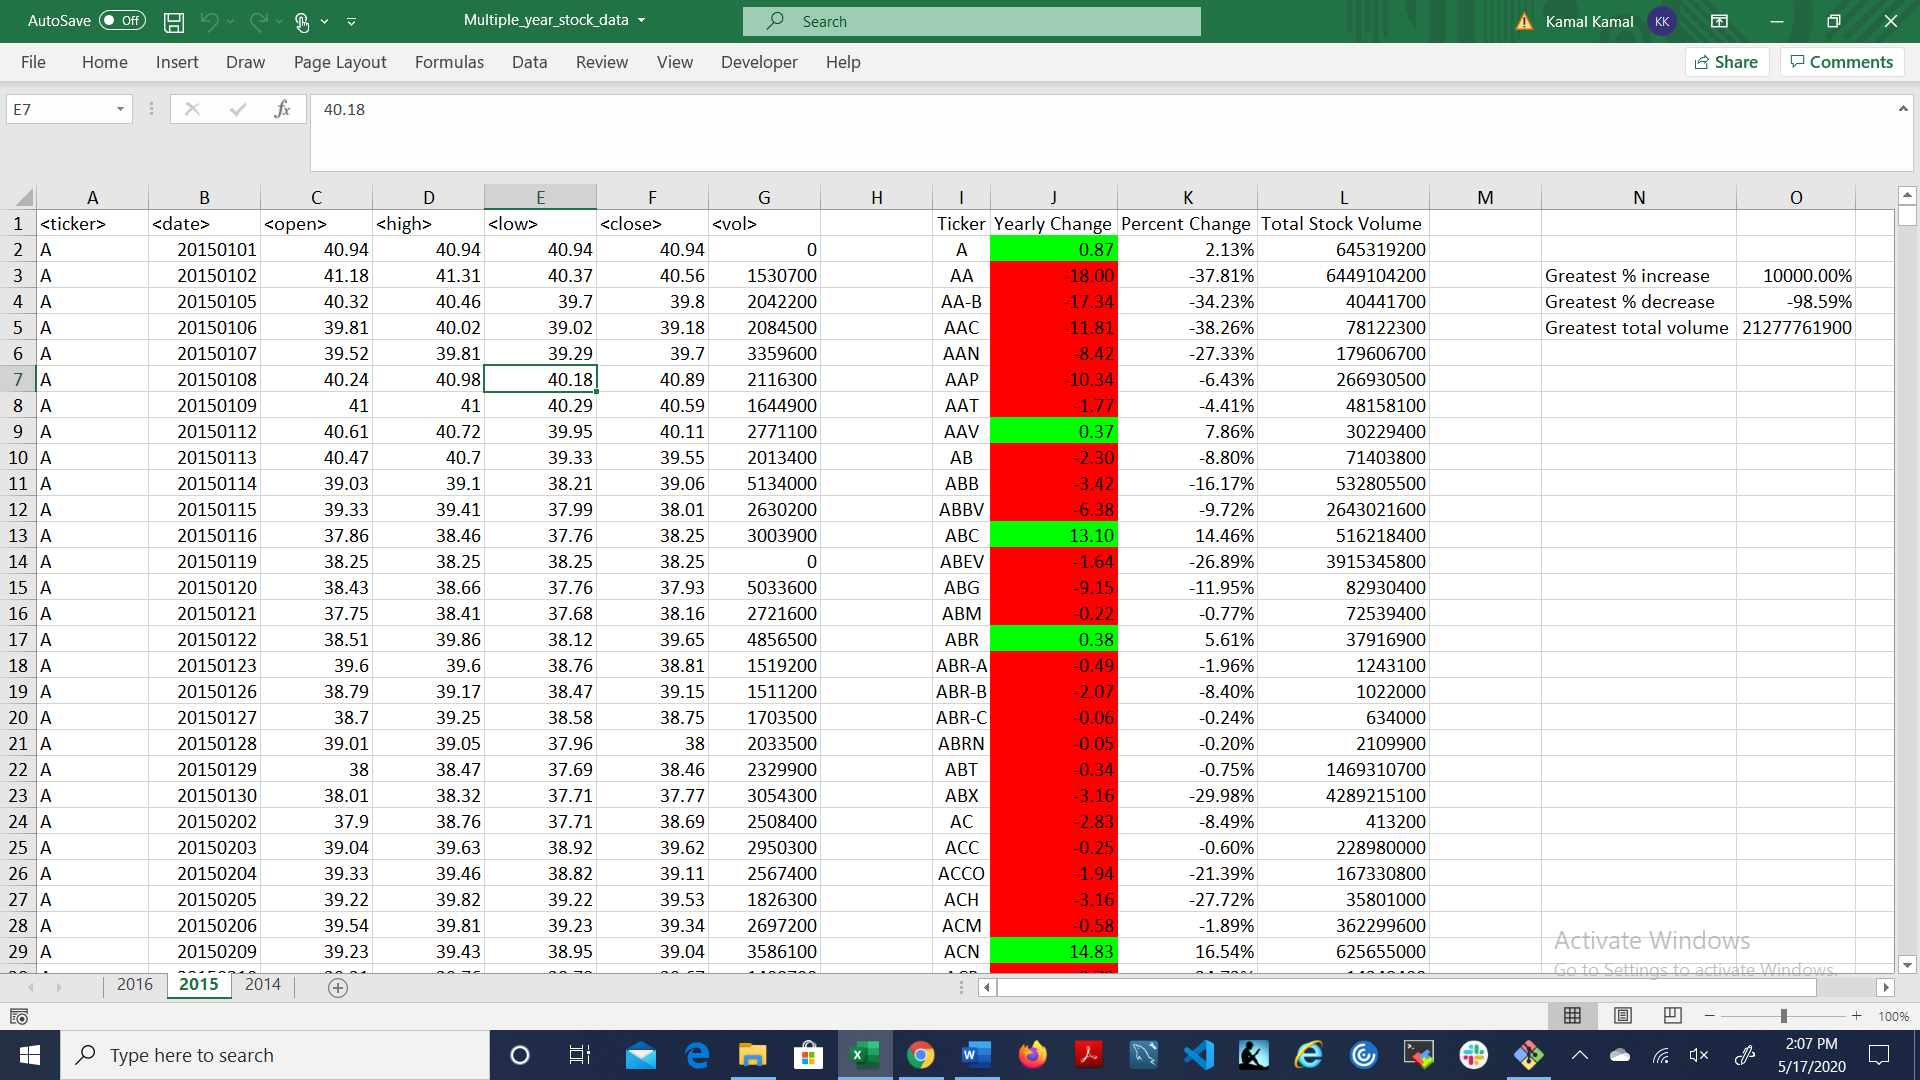 AutoSave Off Multiple_year_stock_data Search Kamal Kamal KK
File Home Insert Draw Page Layout Formulas Data Review View Developer Help Share Comments
E7 fx 40.18
A B C D E F G H I J K L M N O
1 <ticker> <date> <open> <high> <low> <close> <vol> Ticker Yearly Change Percent Change Total Stock Volume
2 A 20150101 40.94 40.94 40.94 40.94 0 A 0.87 2.13% 645319200
3 A 20150102 41.18 41.31 40.37 40.56 1530700 AA -18.00 -37.81% 6449104200 Greatest % increase 10000.00%
4 A 20150105 40.32 40.46 39.7 39.8 2042200 AA-B -17.34 -34.23% 40441700 Greatest % decrease -98.59%
5 A 20150106 39.81 40.02 39.02 39.18 2084500 AAC -11.81 -38.26% 78122300 Greatest total volume 21277761900
6 A 20150107 39.52 39.81 39.29 39.7 3359600 AAN -8.42 -27.33% 179606700
7 A 20150108 40.24 40.98 40.18 40.89 2116300 AAP -10.34 -6.43% 266930500
8 A 20150109 41 41 40.29 40.59 1644900 AAT -1.77 -4.41% 48158100
9 A 20150112 40.61 40.72 39.95 40.11 2771100 AAV 0.37 7.86% 30229400
10 A 20150113 40.47 40.7 39.33 39.55 2013400 AB -2.30 -8.80% 71403800
11 A 20150114 39.03 39.1 38.21 39.06 5134000 ABB -3.42 -16.17% 532805500
12 A 20150115 39.33 39.41 37.99 38.01 2630200 ABBV -6.38 -9.72% 2643021600
13 A 20150116 37.86 38.46 37.76 38.25 3003900 ABC 13.10 14.46% 516218400
14 A 20150119 38.25 38.25 38.25 38.25 0 ABEV -1.64 -26.89% 3915345800
15 A 20150120 38.43 38.66 37.76 37.93 5033600 ABG -9.15 -11.95% 82930400
16 A 20150121 37.75 38.41 37.68 38.16 2721600 ABM -0.22 -0.77% 72539400
17 A 20150122 38.51 39.86 38.12 39.65 4856500 ABR 0.38 5.61% 37916900
18 A 20150123 39.6 39.6 38.76 38.81 1519200 ABR-A -0.49 -1.96% 1243100
19 A 20150126 38.79 39.17 38.47 39.15 1511200 ABR-B -2.07 -8.40% 1022000
20 A 20150127 38.7 39.25 38.58 38.75 1703500 ABR-C -0.06 -0.24% 634000
21 A 20150128 39.01 39.05 37.96 38 2033500 ABRN -0.05 -0.20% 2109900
22 A 20150129 38 38.47 37.69 38.46 2329900 ABT -0.34 -0.75% 1469310700
23 A 20150130 38.01 38.32 37.71 37.77 3054300 ABX -3.16 -29.98% 4289215100
24 A 20150202 37.9 38.76 37.71 38.69 2508400 AC -2.83 -8.49% 413200
25 A 20150203 39.04 39.63 38.92 39.62 2950300 ACC -0.25 -0.60% 228980000
26 A 20150204 39.33 39.46 38.82 39.11 2567400 ACCO -1.94 -21.39% 167330800
27 A 20150205 39.22 39.82 39.22 39.53 1826300 ACH -3.16 -27.72% 35801000
28 A 20150206 39.54 39.81 39.23 39.34 2697200 ACM -0.58 -1.89% 362299600
29 A 20150209 39.23 39.43 38.95 39.04 3586100 ACN 14.83 16.54% 625655000
Activate Windows
Go to Settings to activate Windows.
2016 2015 2014
100%
Type here to search
2:07 PM
5/17/2020